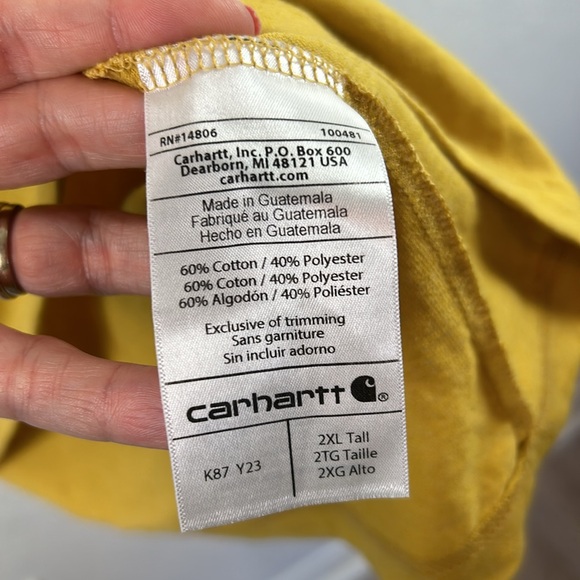 RN#14806 100481
Carhartt, Inc. P.O. Box 600
Dearborn, MI 48121 USA
carhartt.com
Made in Guatemala
Fabriqué au Guatemala
Hecho en Guatemala
60% Cotton / 40% Polyester
60% Coton / 40% Polyester
60% Algodón / 40% Poliéster
Exclusive of trimming
Sans garniture
Sin incluir adorno
carhartt ®
K87 Y23
2XL Tall
2TG Taille
2XG Alto